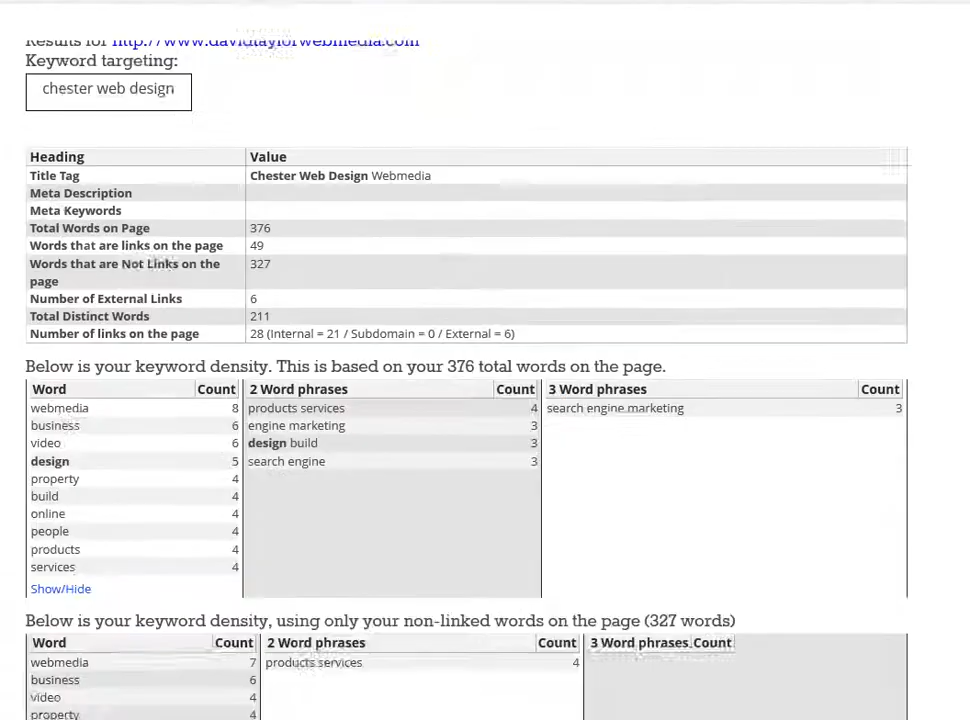 Results for http://www.davidtaylorwebmedia.com
Keyword targeting:
chester web design
Heading Value
Title Tag Chester Web Design Webmedia
Meta Description
Meta Keywords
Total Words on Page 376
Words that are links on the page 49
Words that are Not Links on the page 327
Number of External Links 6
Total Distinct Words 211
Number of links on the page 28 (Internal = 21 / Subdomain = 0 / External = 6)
Below is your keyword density. This is based on your 376 total words on the page.
Word Count 2 Word phrases Count 3 Word phrases Count
webmedia 8 products services 4 search engine marketing 3
business 6 engine marketing 3
video 6 design build 3
design 5 search engine 3
property 4
build 4
online 4
people 4
products 4
services 4
Show/Hide
Below is your keyword density, using only your non-linked words on the page (327 words)
Word Count 2 Word phrases Count 3 Word phrases Count
webmedia 7 products services 4
business 6
video 4
property 4